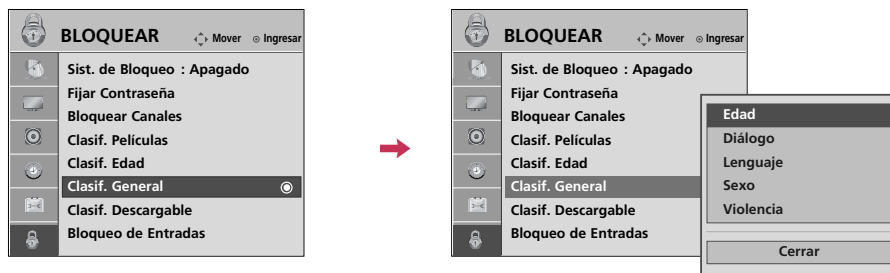 BLOQUEAR Mover Ingresar
Sist. de Bloqueo : Apagado
Fijar Contraseña
Bloquear Canales
Clasif. Películas
Clasif. Edad
Clasif. General
Clasif. Descargable
Bloqueo de Entradas
BLOQUEAR Mover Ingresar
Sist. de Bloqueo : Apagado
Fijar Contraseña
Bloquear Canales
Clasif. Películas
Clasif. Edad
Clasif. General
Clasif. Descargable
Bloqueo de Entradas
Edad
Diálogo
Lenguaje
Sexo
Violencia
Cerrar